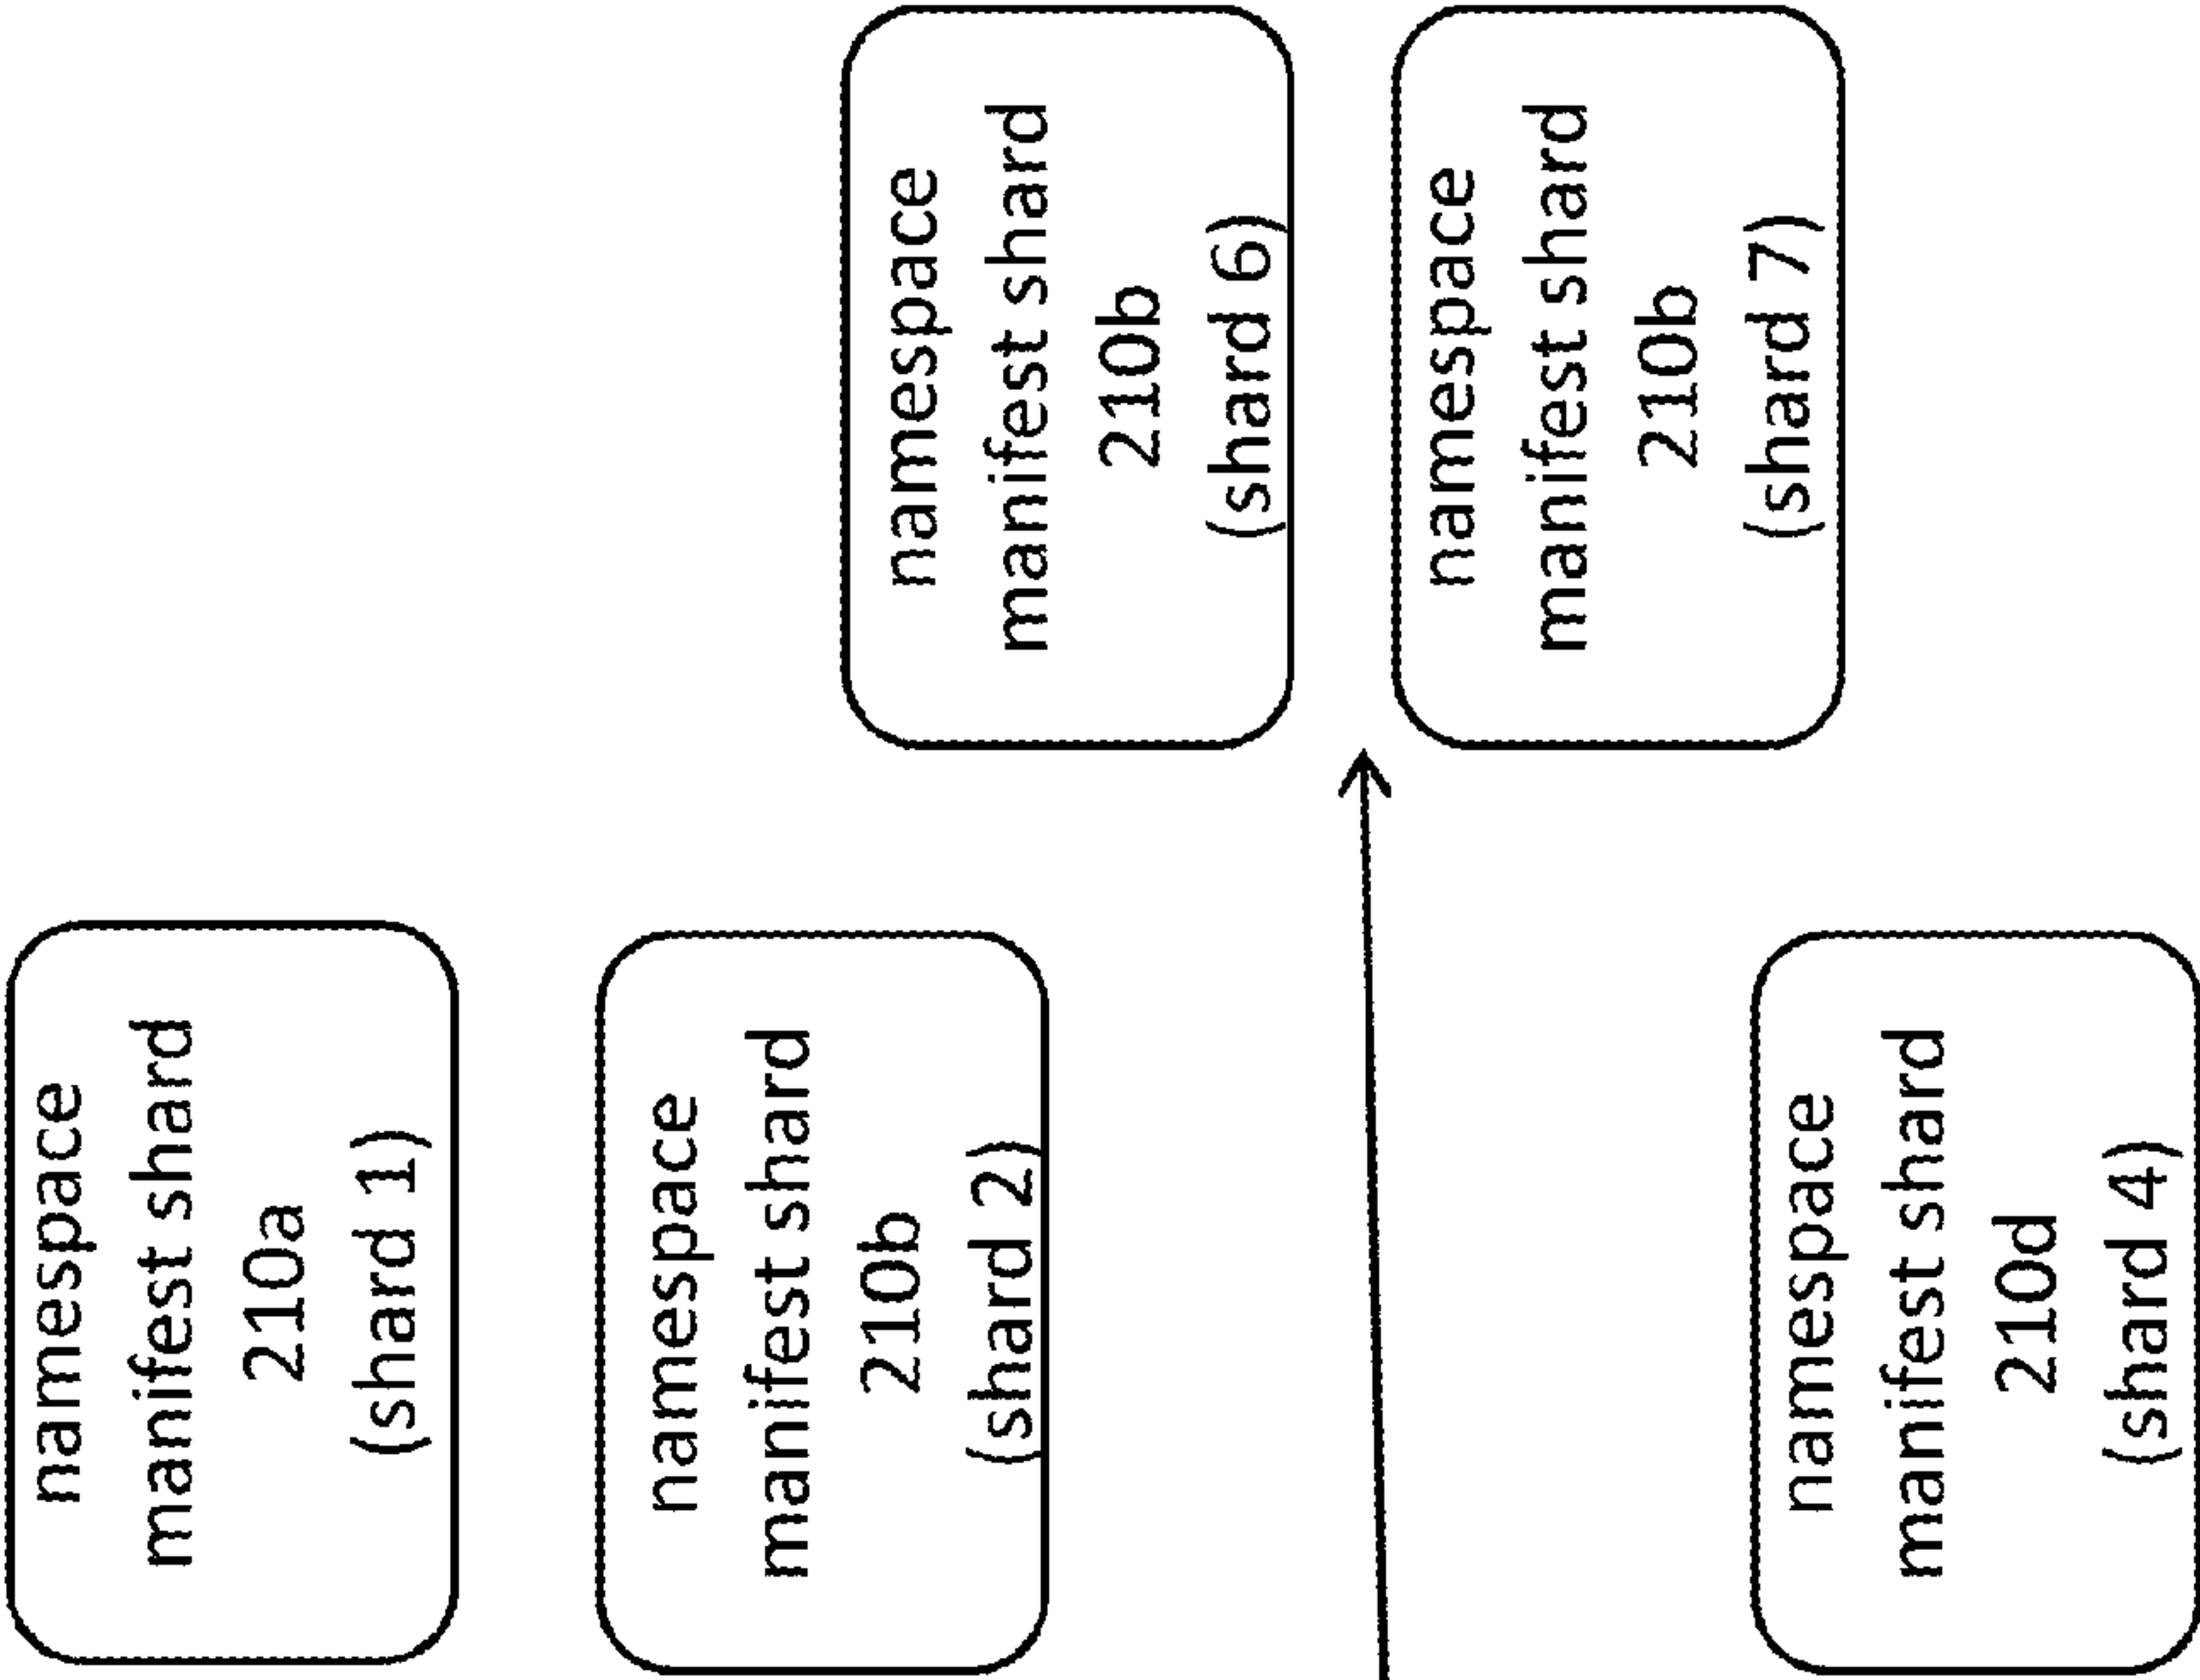 namespace
manifest shard
210a
(shard 1)
namespace
manifest shard
210b
(shard 2)
namespace
manifest shard
210d
(shard 4)
namespace
manifest shard
210b
(shard 6)
namespace
manifest shard
210b
(shard 7)